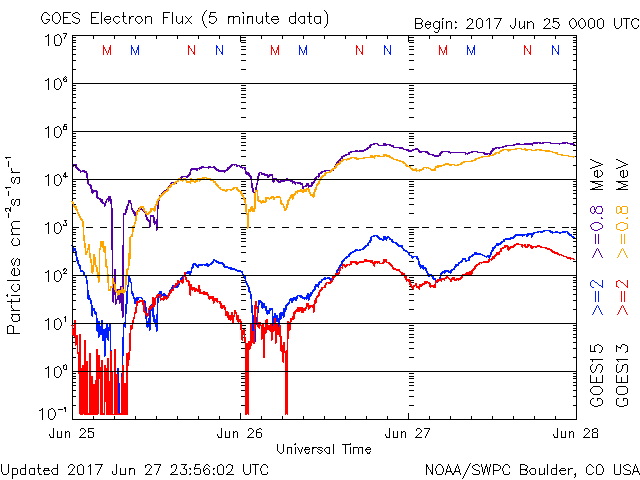 GOES Electron Flux (5 minute data)
Begin: 2017 Jun 25 0000 UTC
M M N N M M N N M M N N
10⁷
10⁶
10⁵
10⁴
10³
10²
10¹
10⁰
10⁻¹
Particles cm⁻²s⁻¹sr⁻¹
Jun 25 Jun 26 Jun 27 Jun 28
Universal Time
GOES15 >=2 >=0.8 MeV
GOES13 >=2 >=0.8 MeV
Updated 2017 Jun 27 23:56:02 UTC
NOAA/SWPC Boulder, CO USA